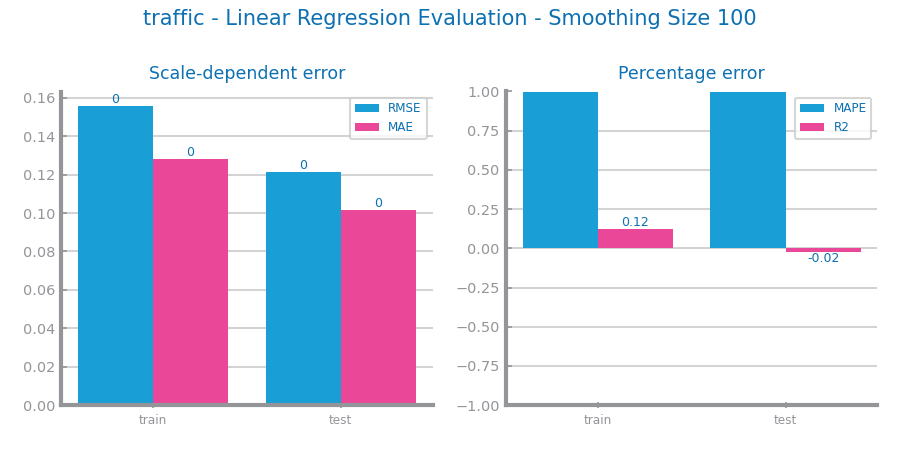 traffic - Linear Regression Evaluation - Smoothing Size 100
Scale-dependent error
0.16
0.14
0.12
0.10
0.08
0.06
0.04
0.02
0.00
0
0
0
0
RMSE
MAE
train
test
Percentage error
1.00
0.75
0.50
0.25
0.00
−0.25
−0.50
−0.75
−1.00
0.12
-0.02
MAPE
R2
train
test